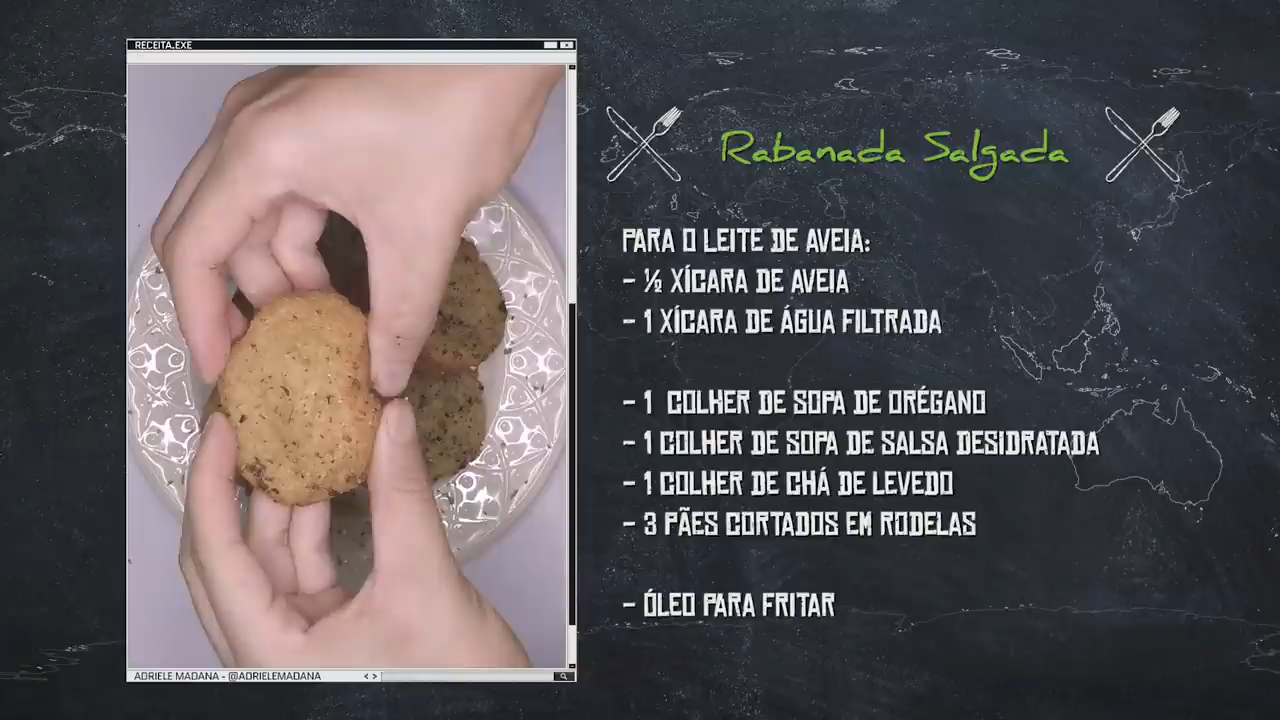 RECEITA.EXE
Rabanada Salgada
PARA O LEITE DE AVEIA:
- ½ XÍCARA DE AVEIA
- 1 XÍCARA DE ÁGUA FILTRADA
- 1 COLHER DE SOPA DE ORÉGANO
- 1 COLHER DE SOPA DE SALSA DESIDRATADA
- 1 COLHER DE CHÁ DE LEVEDO
- 3 PÃES CORTADOS EM RODELAS
- ÓLEO PARA FRITAR
ADRIELE MADANA - @ADRIELEMADANA